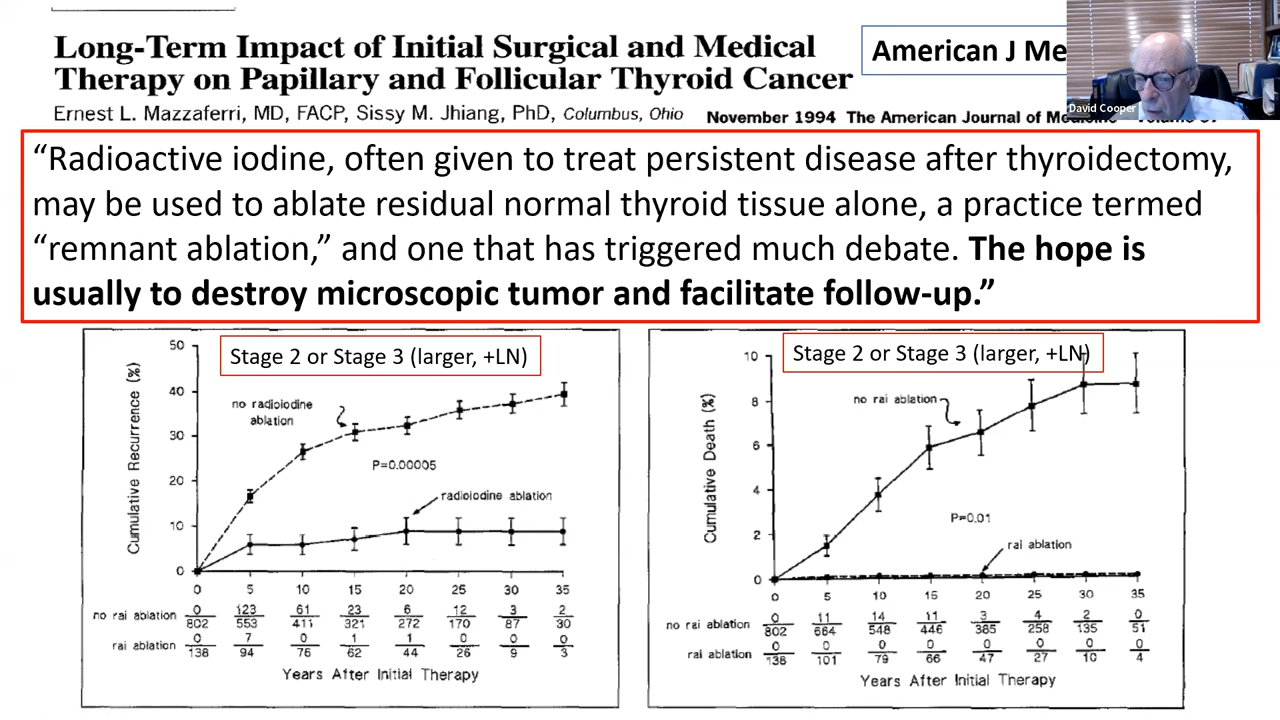 Long-Term Impact of Initial Surgical and Medical
Therapy on Papillary and Follicular Thyroid Cancer
American J Me
David Cooper
Ernest L. Mazzaferri, MD, FACP, Sissy M. Jhiang, PhD, Columbus, Ohio
November 1994 The American Journal of Medicine
“Radioactive iodine, often given to treat persistent disease after thyroidectomy,
may be used to ablate residual normal thyroid tissue alone, a practice termed
“remnant ablation,” and one that has triggered much debate. The hope is
usually to destroy microscopic tumor and facilitate follow-up.”
Stage 2 or Stage 3 (larger, +LN)
Cumulative Recurrence (%)
50
40
30
20
10
0
no radioiodine
ablation
P=0.00005
radioiodine ablation
0 5 10 15 20 25 30 35
no rai ablation 0/802 123/553 61/411 23/321 6/272 12/170 3/87 2/30
rai ablation 0/138 7/94 0/76 1/62 1/44 0/26 0/9 0/3
Years After Initial Therapy
Stage 2 or Stage 3 (larger, +LN)
Cumulative Death (%)
10
8
6
4
2
0
no rai ablation
P=0.01
rai ablation
0 5 10 15 20 25 30 35
no rai ablation 0/802 11/664 14/548 11/446 3/385 4/258 2/135 0/51
rai ablation 0/138 0/101 0/79 0/66 0/47 0/27 0/10 0/4
Years After Initial Therapy